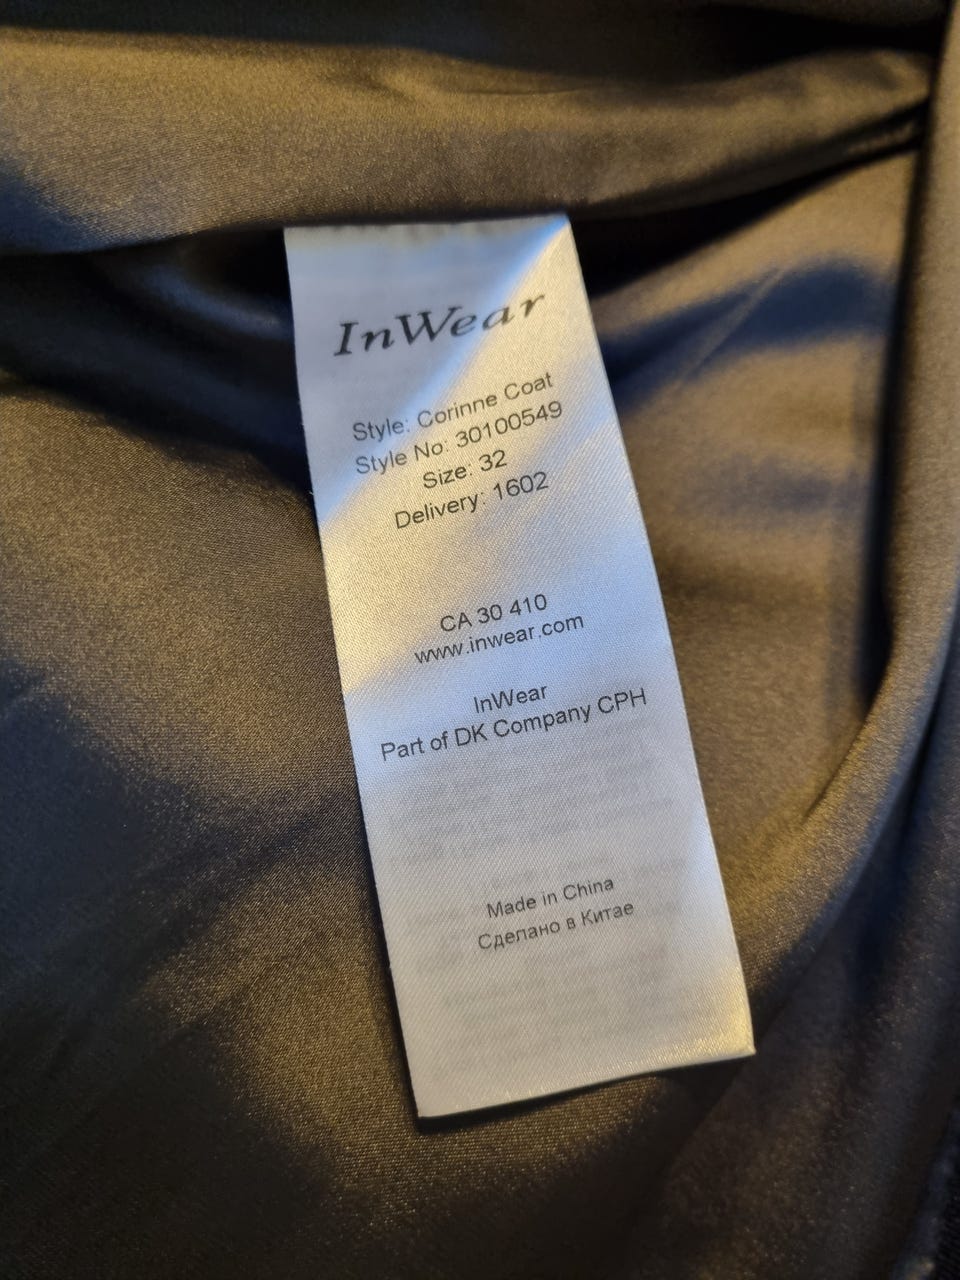 InWear
Style: Corinne Coat
Style No: 30100549
Size: 32
Delivery: 1602
CA 30 410
www.inwear.com
InWear
Part of DK Company CPH
Made in China
Сделано в Китае